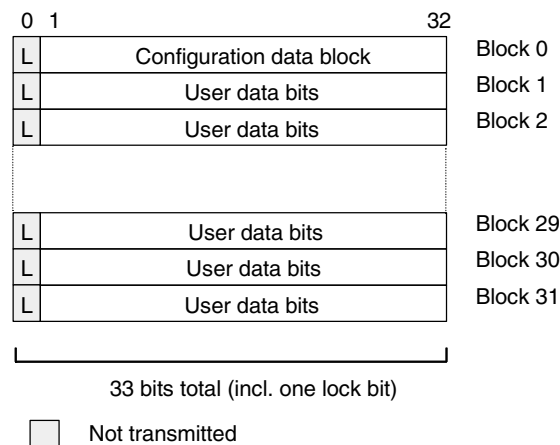 0 1 32
L Configuration data block Block 0
L User data bits Block 1
L User data bits Block 2
L User data bits Block 29
L User data bits Block 30
L User data bits Block 31
33 bits total (incl. one lock bit)
Not transmitted